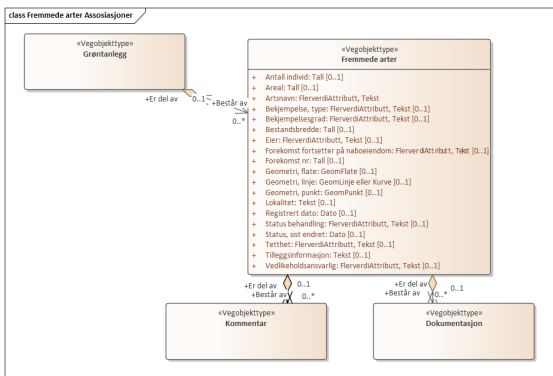 class Fremmede arter Assosiasjoner
«Vegobjekttype»
Grøntanlegg
+Er del av
0..1
+Består av
0..*
«Vegobjekttype»
Fremmede arter
+ Antall individ: Tall [0..1]
+ Areal: Tall [0..1]
+ Artsnavn: FlerverdiAttributt, Tekst
+ Bekjempelse, type: FlerverdiAttributt, Tekst [0..1]
+ Bekjempelsesgrad: FlerverdiAttributt, Tekst [0..1]
+ Bestandsbredde: Tall [0..1]
+ Eier: FlerverdiAttributt, Tekst [0..1]
+ Forekomst fortsetter på naboeiendom: FlerverdiAttributt, Tekst [0..1]
+ Forekomst nr: Tall [0..1]
+ Geometri, flate: GeomFlate [0..1]
+ Geometri, linje: GeomLinje eller Kurve [0..1]
+ Geometri, punkt: GeomPunkt [0..1]
+ Lokalitet: Tekst [0..1]
+ Registrert dato: Dato [0..1]
+ Status behandling: FlerverdiAttributt, Tekst [0..1]
+ Status, sist endret: Dato [0..1]
+ Tetthet: FlerverdiAttributt, Tekst [0..1]
+ Tilleggsinformasjon: Tekst [0..1]
+ Vedlikeholdsansvarlig: FlerverdiAttributt, Tekst [0..1]
+Er del av 0..1
+Består av 0..*
+Er del av 0..1
+Består av 0..*
«Vegobjekttype»
Kommentar
«Vegobjekttype»
Dokumentasjon